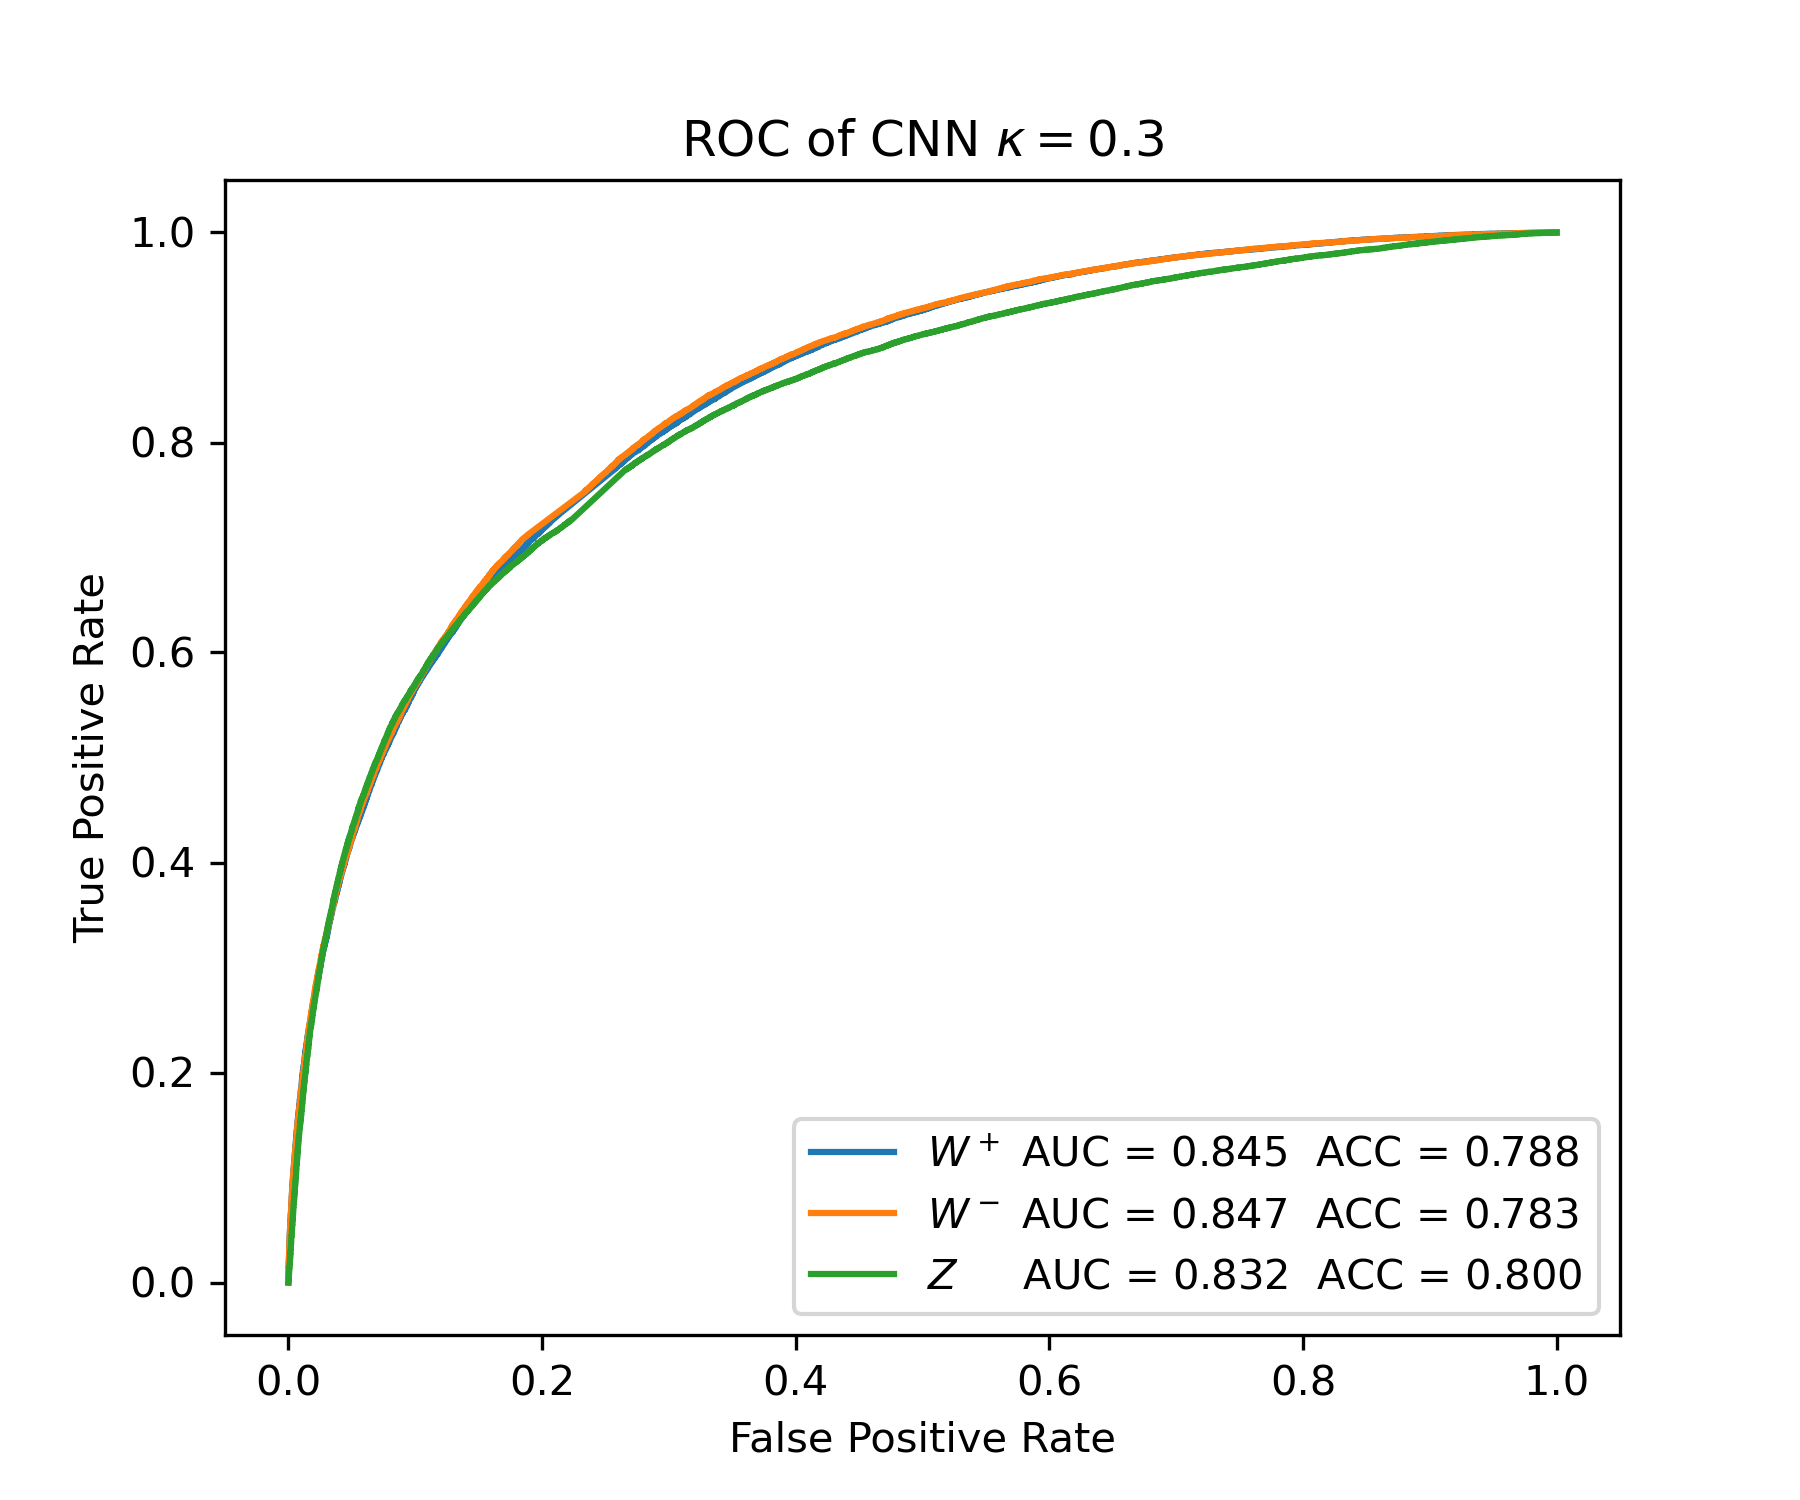 ROC of CNN κ = 0.3
1.0
0.8
0.6
0.4
0.2
0.0
True Positive Rate
W⁺ AUC = 0.845 ACC = 0.788
W⁻ AUC = 0.847 ACC = 0.783
Z AUC = 0.832 ACC = 0.800
0.0 0.2 0.4 0.6 0.8 1.0
False Positive Rate